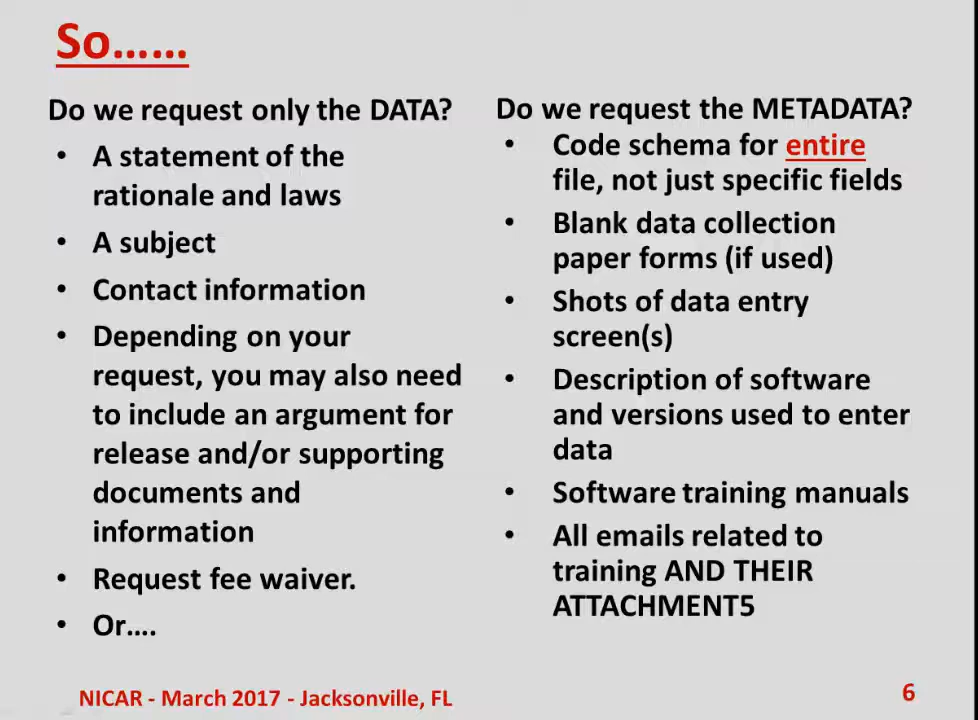 So……
Do we request only the DATA?
• A statement of the
rationale and laws
• A subject
• Contact information
• Depending on your
request, you may also need
to include an argument for
release and/or supporting
documents and
information
• Request fee waiver.
• Or….
Do we request the METADATA?
• Code schema for entire
file, not just specific fields
• Blank data collection
paper forms (if used)
• Shots of data entry
screen(s)
• Description of software
and versions used to enter
data
• Software training manuals
• All emails related to
training AND THEIR
ATTACHMENT5
NICAR - March 2017 - Jacksonville, FL
6